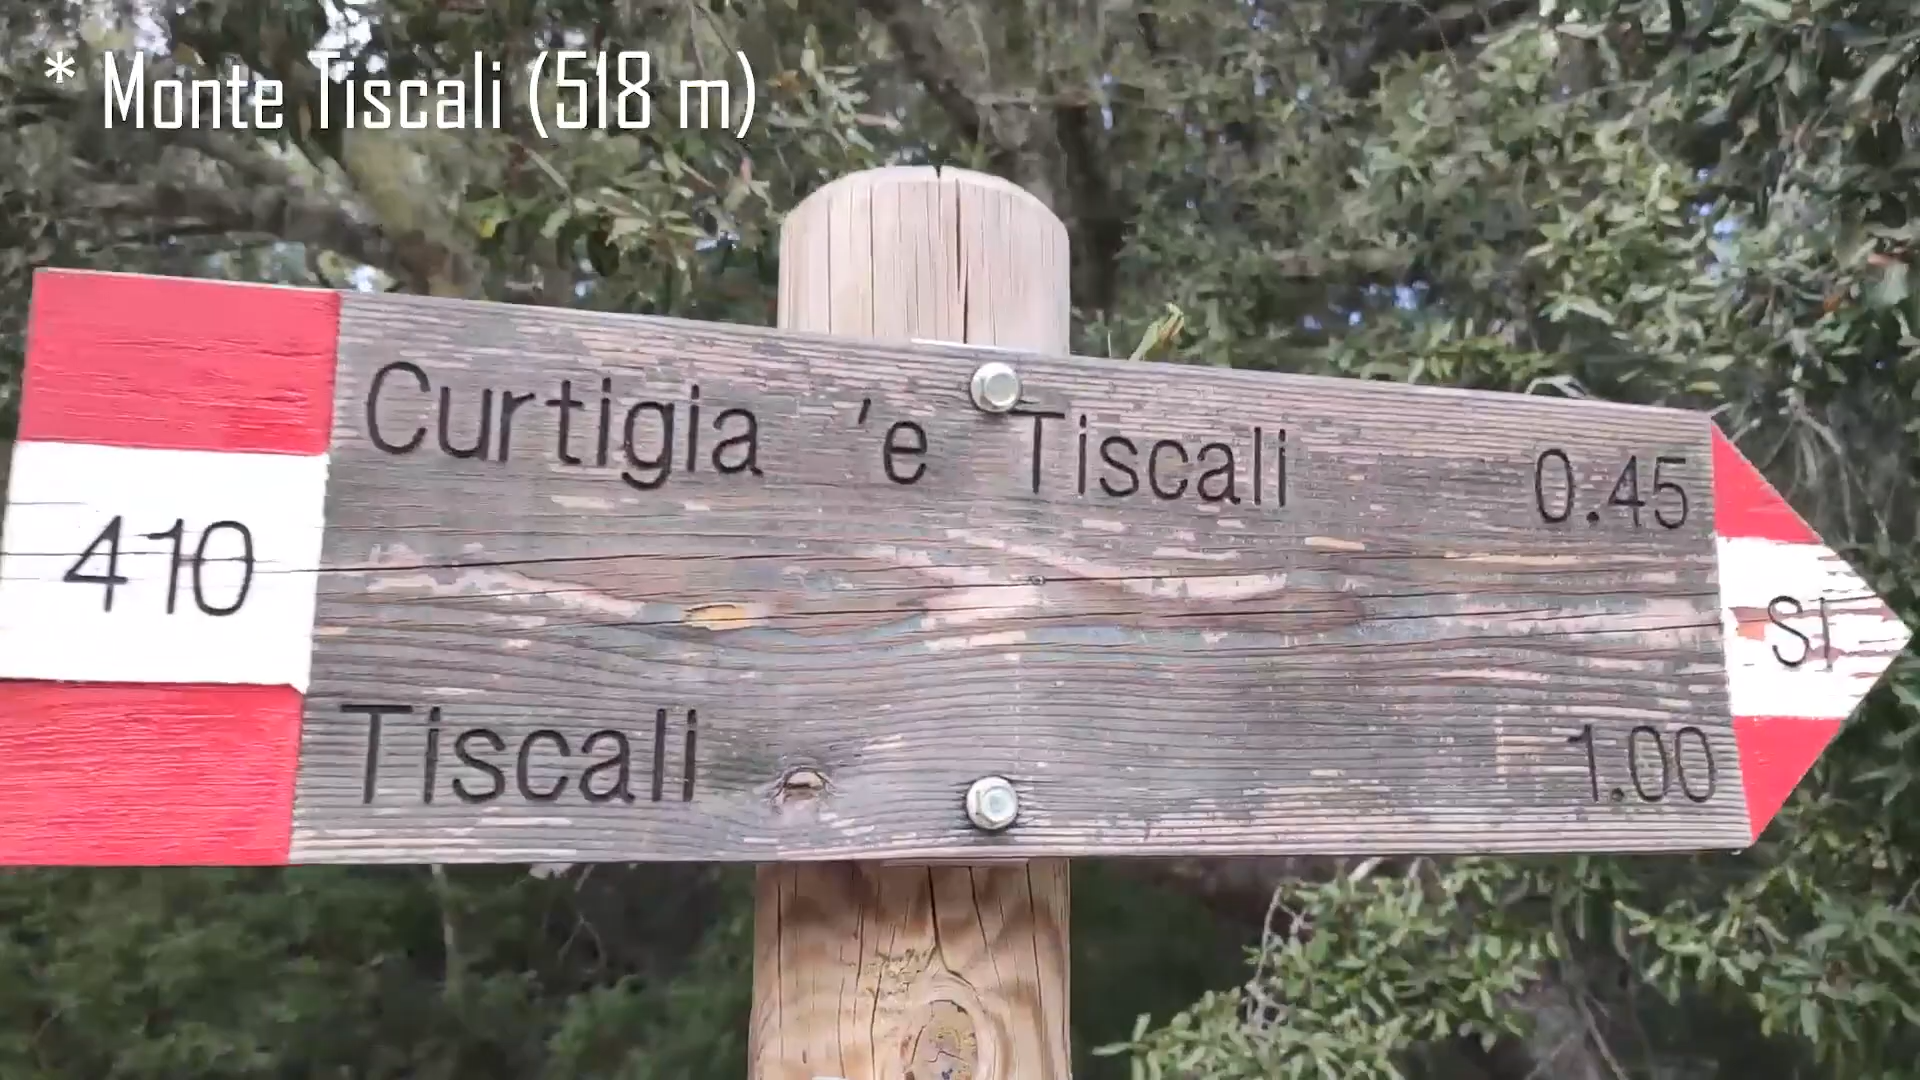 * Monte Tiscali (518 m)
Curtigia 'e Tiscali 0.45
410
SI
Tiscali 1.00